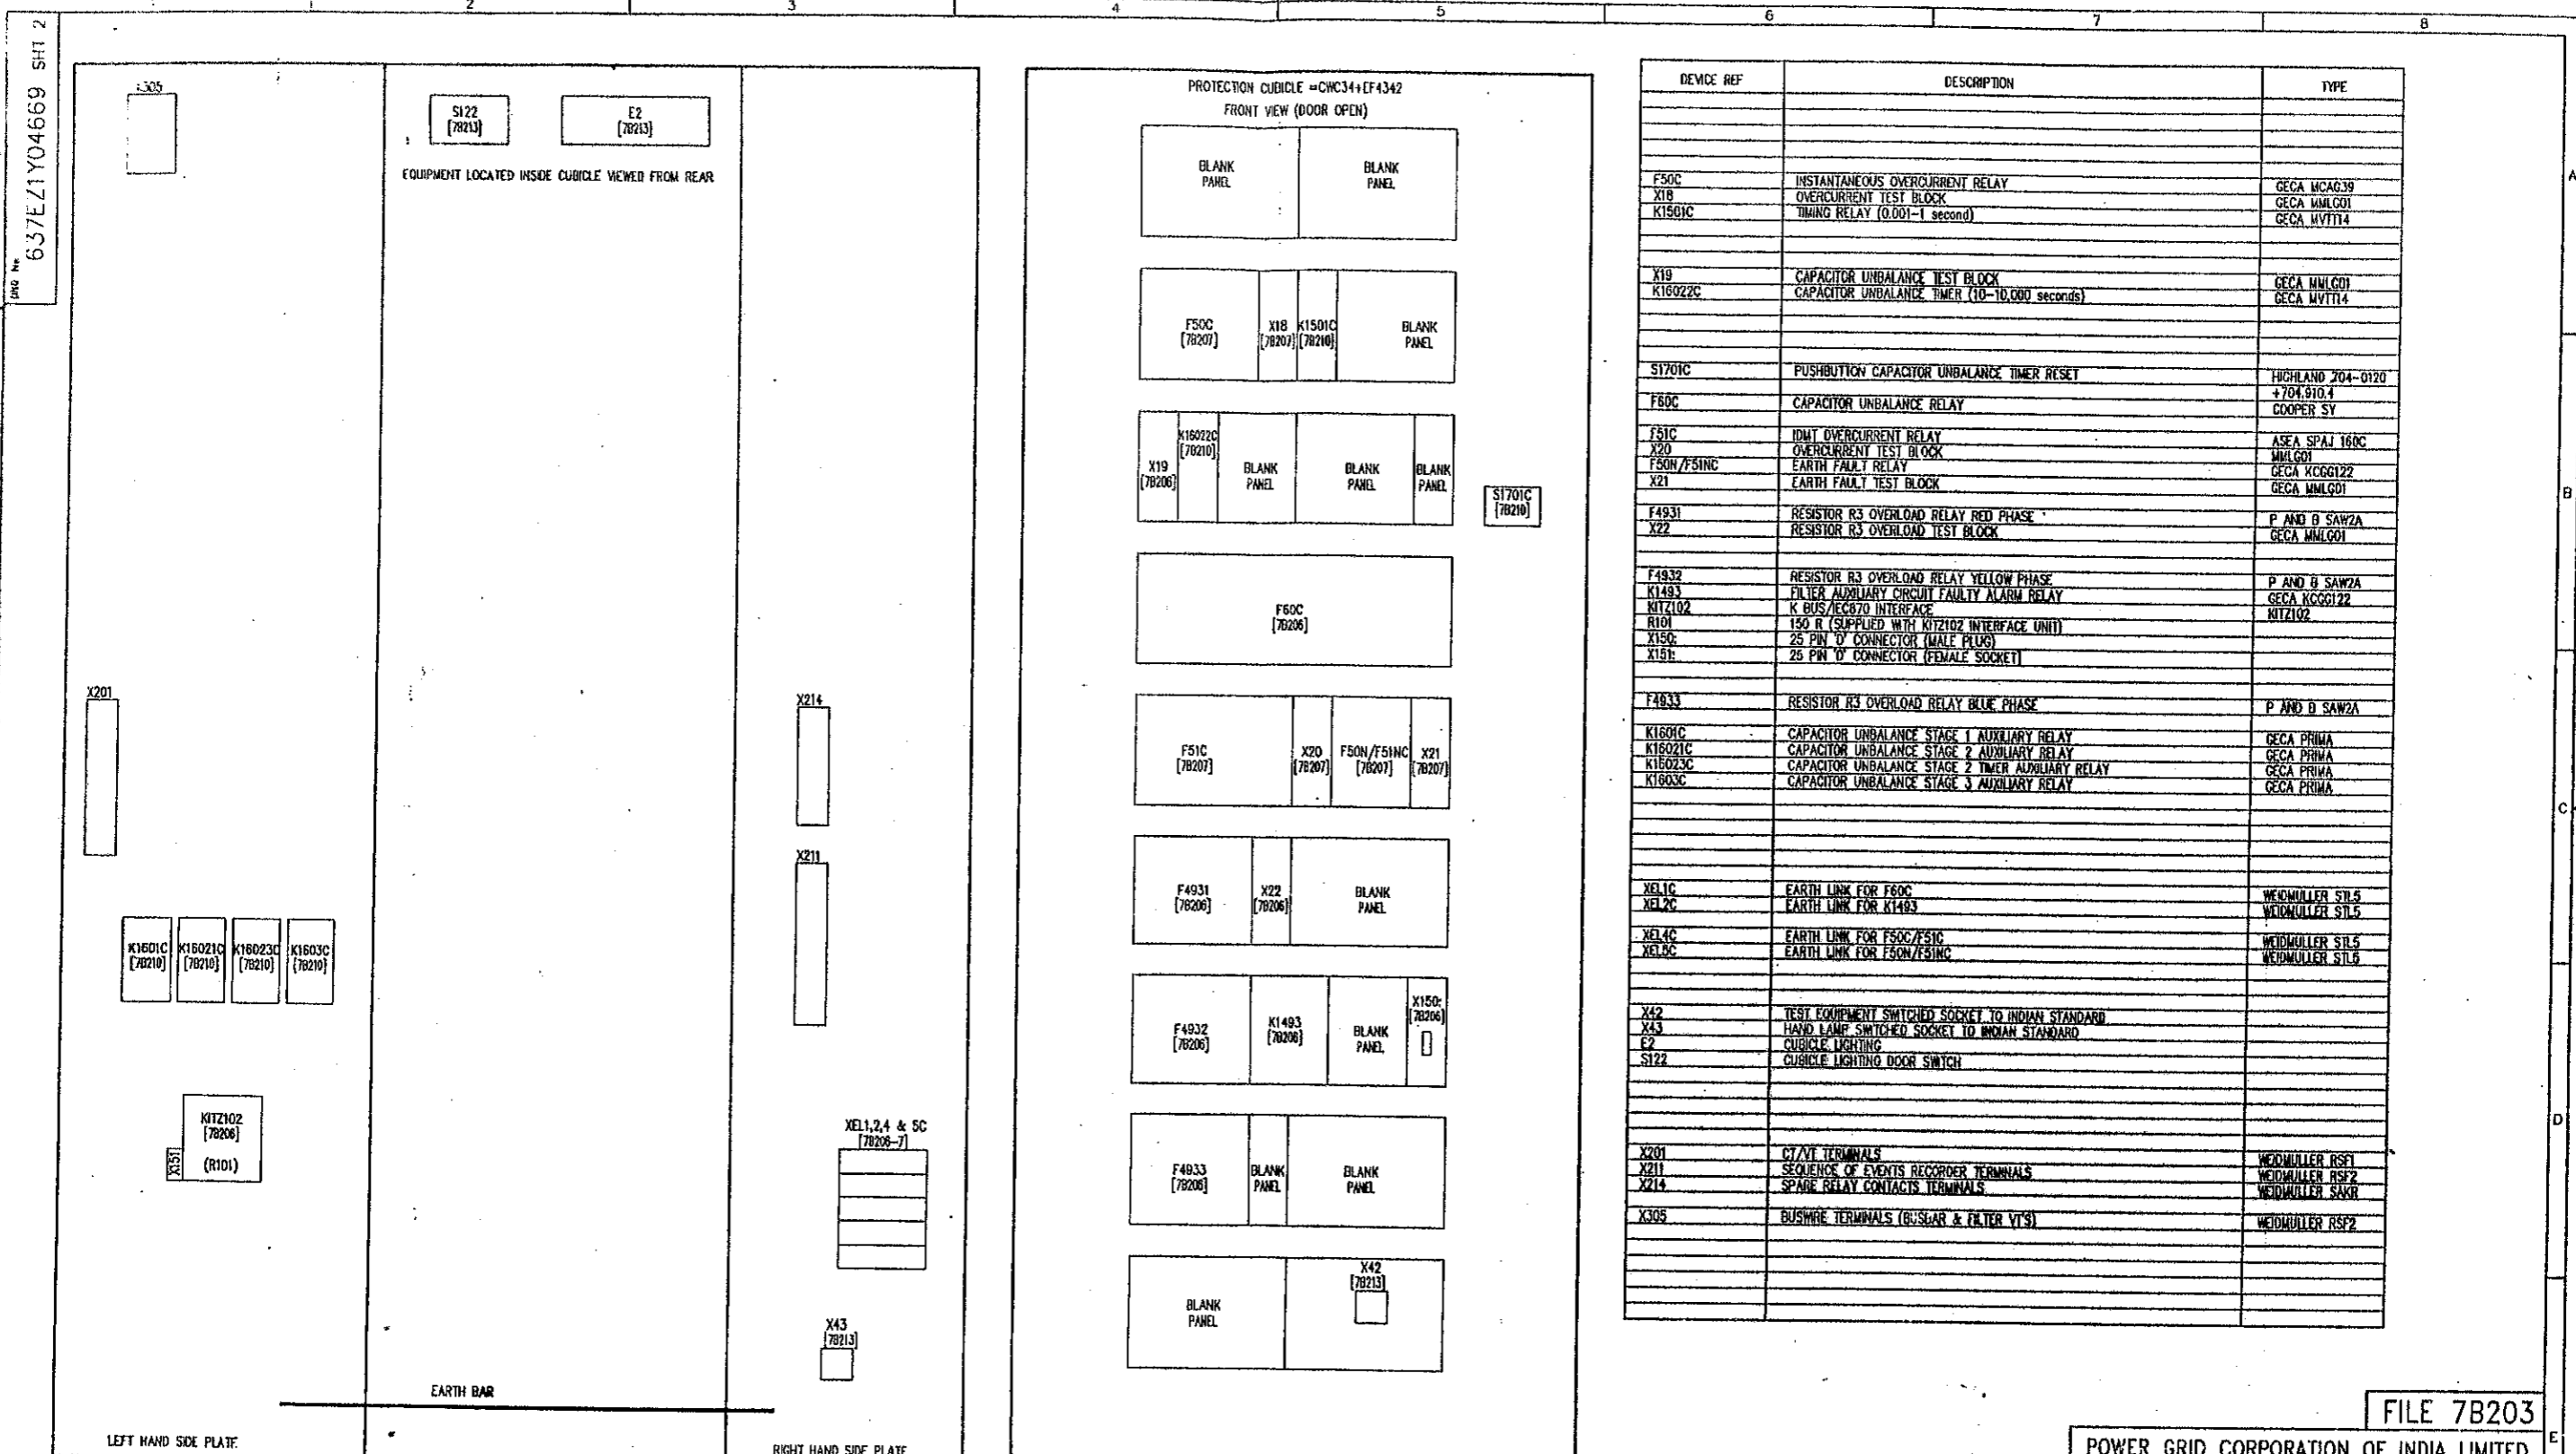 1 2 3 4 5 6 7 8
DRG No
637EZ1Y04669 SHT 2
A
B
C
D
E
X305
S122
[7B213]
E2
[7B213]
EQUIPMENT LOCATED INSIDE CUBICLE VIEWED FROM REAR
X201
X214
X211
K1601C
[7B210]
K16021C
[7B210]
K16023C
[7B210]
K1603C
[7B210]
KITZ102
[7B206]
(R101)
X151
XEL1,2,4 & 5C
[7B206-7]
X43
[7B213]
EARTH BAR
LEFT HAND SIDE PLATE
RIGHT HAND SIDE PLATE
PROTECTION CUBICLE =CWC34+EF4342
FRONT VIEW (DOOR OPEN)
BLANK
PANEL
BLANK
PANEL
F50C
[7B207]
X18
[7B207]
K1501C
[7B210]
BLANK
PANEL
X19
[7B206]
K16022C
[7B210]
BLANK
PANEL
BLANK
PANEL
BLANK
PANEL
S1701C
[7B210]
F60C
[7B206]
F51C
[7B207]
X20
[7B207]
F50N/F51NC
[7B207]
X21
[7B207]
F4931
[7B206]
X22
[7B206]
BLANK
PANEL
F4932
[7B206]
K1493
[7B206]
BLANK
PANEL
X150:
[7B206]
F4933
[7B206]
BLANK
PANEL
BLANK
PANEL
BLANK
PANEL
X42
[7B213]
DEVICE REF DESCRIPTION TYPE
F50C INSTANTANEOUS OVERCURRENT RELAY GECA MCAG39
X18 OVERCURRENT TEST BLOCK GECA MMLG01
K1501C TIMING RELAY (0.001-1 second) GECA MVTT14
X19 CAPACITOR UNBALANCE TEST BLOCK GECA MMLG01
K16022C CAPACITOR UNBALANCE TIMER (10-10,000 seconds) GECA MVTT14
S1701C PUSHBUTTION CAPACITOR UNBALANCE TIMER RESET HIGHLAND 704-0120
+704.910.4
F60C CAPACITOR UNBALANCE RELAY COOPER SY
F51C IDMT OVERCURRENT RELAY ASEA SPAJ 160C
X20 OVERCURRENT TEST BLOCK MMLG01
F50N/F51NC EARTH FAULT RELAY GECA KCGG122
X21 EARTH FAULT TEST BLOCK GECA MMLG01
F4931 RESISTOR R3 OVERLOAD RELAY RED PHASE P AND B SAW2A
X22 RESISTOR R3 OVERLOAD TEST BLOCK GECA MMLG01
F4932 RESISTOR R3 OVERLOAD RELAY YELLOW PHASE P AND B SAW2A
K1493 FILTER AUXILIARY CIRCUIT FAULTY ALARM RELAY GECA KCGG122
KITZ102 K BUS/IEC870 INTERFACE KITZ102
R101 150 R (SUPPLIED WITH KITZ102 INTERFACE UNIT)
X150: 25 PIN 'D' CONNECTOR (MALE PLUG)
X151: 25 PIN 'D' CONNECTOR (FEMALE SOCKET)
F4933 RESISTOR R3 OVERLOAD RELAY BLUE PHASE P AND B SAW2A
K1601C CAPACITOR UNBALANCE STAGE 1 AUXILIARY RELAY GECA PRIMA
K16021C CAPACITOR UNBALANCE STAGE 2 AUXILIARY RELAY GECA PRIMA
K16023C CAPACITOR UNBALANCE STAGE 2 TIMER AUXILIARY RELAY GECA PRIMA
K1603C CAPACITOR UNBALANCE STAGE 3 AUXILIARY RELAY GECA PRIMA
XEL1C EARTH LINK FOR F60C WEIDMULLER STL5
XEL2C EARTH LINK FOR K1493 WEIDMULLER STL5
XEL4C EARTH LINK FOR F50C/F51C WEIDMULLER STL5
XEL5C EARTH LINK FOR F50N/F51NC WEIDMULLER STL5
X42 TEST EQUIPMENT SWITCHED SOCKET TO INDIAN STANDARD
X43 HAND LAMP SWITCHED SOCKET TO INDIAN STANDARD
E2 CUBICLE LIGHTING
S122 CUBICLE LIGHTING DOOR SWITCH
X201 CT/VT TERMINALS WEIDMULLER RSF1
X211 SEQUENCE OF EVENTS RECORDER TERMINALS WEIDMULLER RSF2
X214 SPARE RELAY CONTACTS TERMINALS WEIDMULLER SAKR
X305 BUSWIRE TERMINALS (BUSBAR & FILTER VT'S) WEIDMULLER RSF2
FILE 7B203
POWER GRID CORPORATION OF INDIA LIMITED